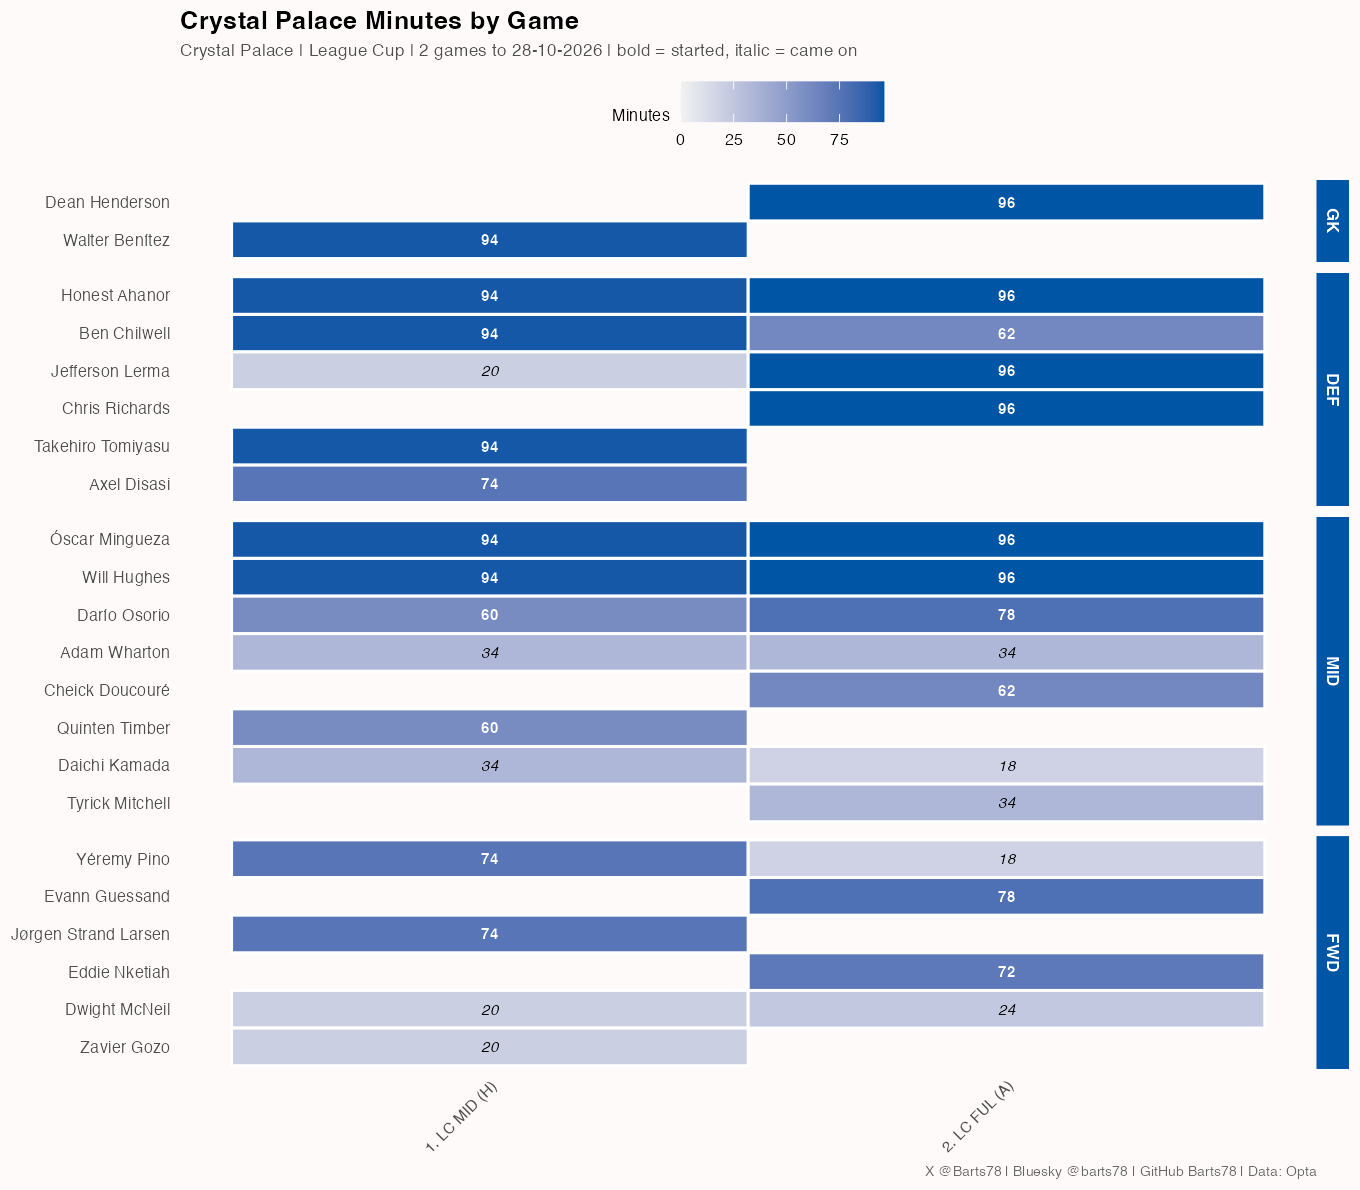 Crystal Palace Minutes by Game
Crystal Palace | League Cup | 2 games to 28-10-2026 | bold = started, italic = came on
Minutes
0 25 50 75
Dean Henderson 96
Walter Benítez 94
GK
Honest Ahanor 94 96
Ben Chilwell 94 62
Jefferson Lerma 20 96
Chris Richards 96
Takehiro Tomiyasu 94
Axel Disasi 74
DEF
Óscar Mingueza 94 96
Will Hughes 94 96
Darío Osorio 60 78
Adam Wharton 34 34
Cheick Doucouré 62
Quinten Timber 60
Daichi Kamada 34 18
Tyrick Mitchell 34
MID
Yéremy Pino 74 18
Evann Guessand 78
Jørgen Strand Larsen 74
Eddie Nketiah 72
Dwight McNeil 20 24
Zavier Gozo 20
FWD
1. LC MID (H) 2. LC FUL (A)
X @Barts78 | Bluesky @barts78 | GitHub Barts78 | Data: Opta